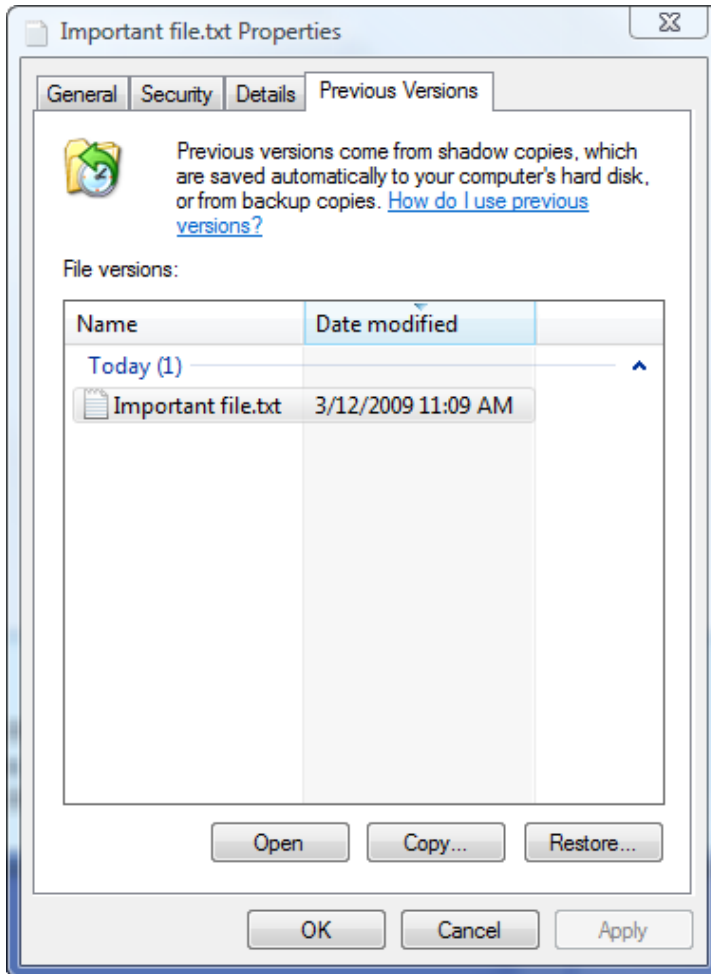 Important file.txt Properties
General Security Details Previous Versions
Previous versions come from shadow copies, which
are saved automatically to your computer's hard disk,
or from backup copies. How do I use previous
versions?
File versions:
Name Date modified
Today (1)
Important file.txt 3/12/2009 11:09 AM
Open Copy... Restore...
OK Cancel Apply